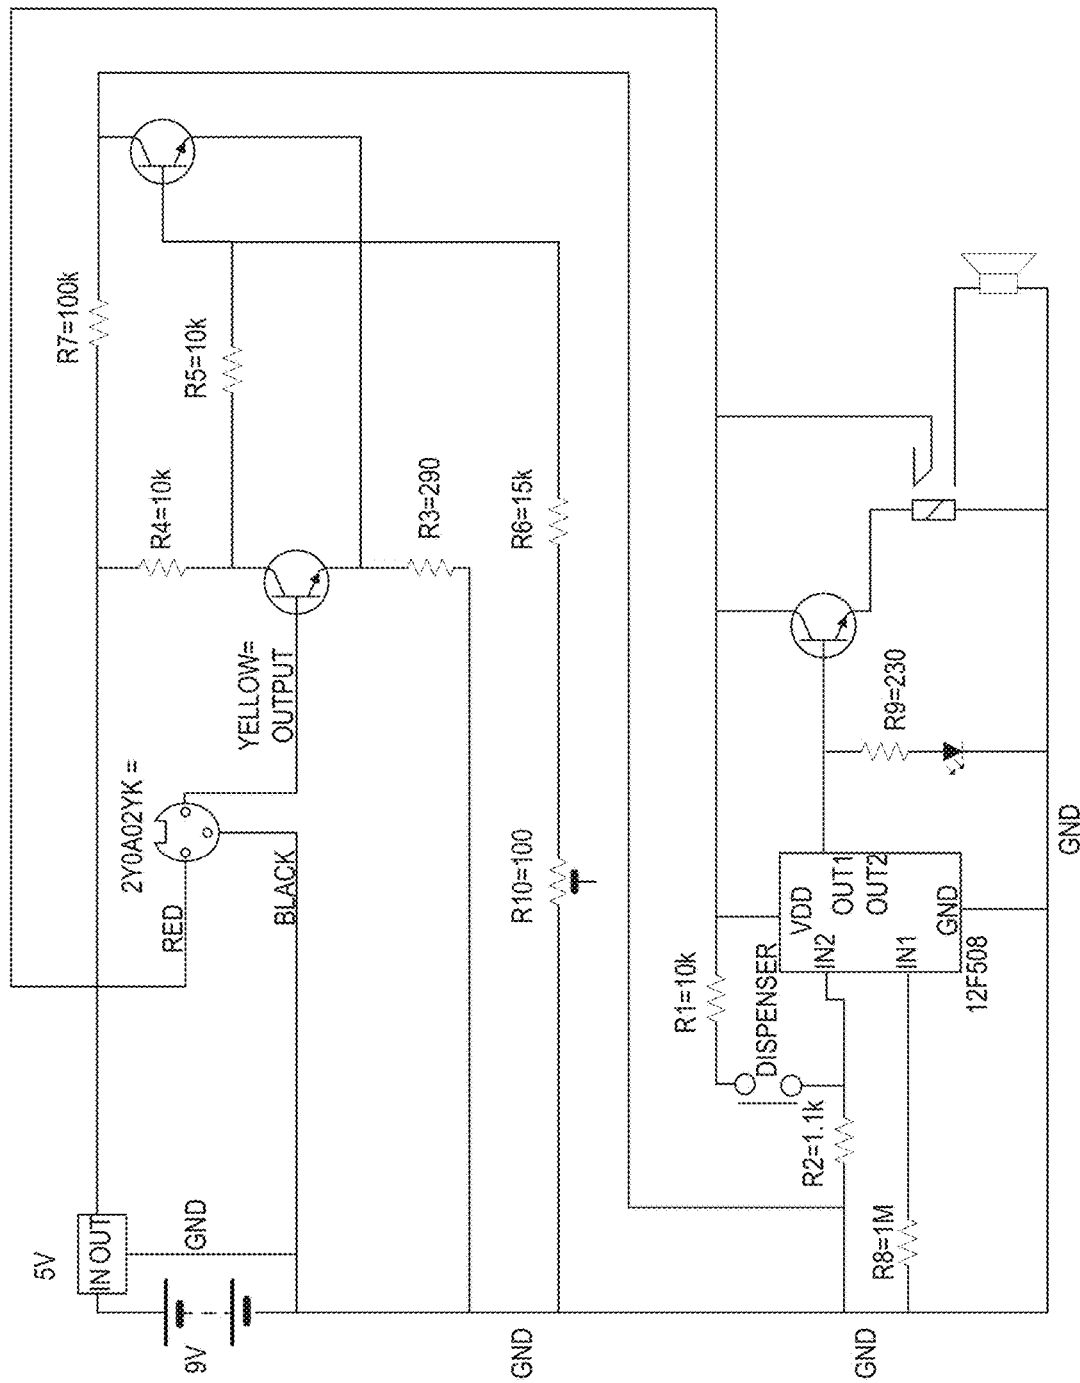 5V
IN OUT
9V
GND
RED
BLACK
2Y0A02YK =
YELLOW=
OUTPUT
R7=100k
R4=10k
R5=10k
R3=290
R6=15k
R10=100
GND
R1=10k
DISPENSER
R2=1.1k
R8=1M
GND
VDD
IN2
OUT1
OUT2
IN1
GND
12F508
R9=230
GND